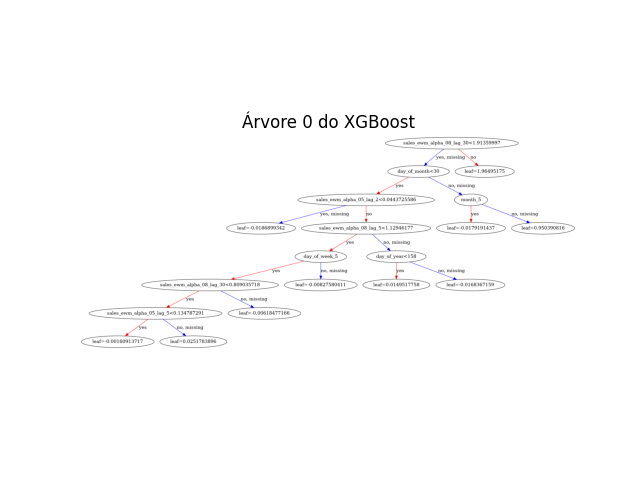 Árvore 0 do XGBoost
sales_ewm_alpha_08_lag_30<1.91359997
yes, missing
no
day_of_month<30
leaf=1.96495175
yes
no, missing
sales_ewm_alpha_05_lag_2<0.0443725586
month_5
yes, missing
no
yes
no, missing
leaf=-0.0186899342
sales_ewm_alpha_08_lag_5<1.12946177
leaf=-0.0179191437
leaf=0.950390816
yes
no, missing
day_of_week_5
day_of_year<158
yes
no, missing
yes
no, missing
sales_ewm_alpha_08_lag_30<0.809035718
leaf=-0.00827580411
leaf=0.0149517758
leaf=-0.0168367159
yes
no, missing
sales_ewm_alpha_05_lag_5<0.134787291
leaf=-0.00618477166
yes
no, missing
leaf=-0.00160913717
leaf=0.0251783896